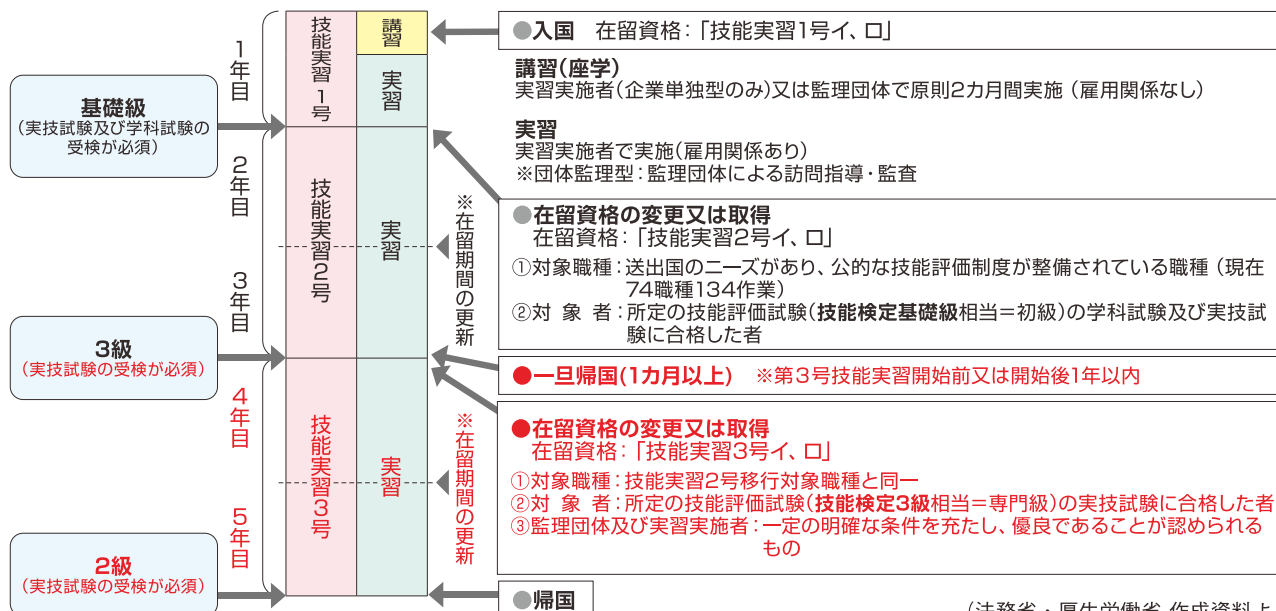 1年目
2年目
3年目
4年目
5年目
基礎級
(実技試験及び学科試験の
受検が必須)
3級
(実技試験の受検が必須)
2級
(実技試験の受検が必須)
技能実習1号
技能実習2号
技能実習3号
講習
実習
実習
実習
※在留期間の更新
※在留期間の更新
●入国 在留資格:「技能実習1号イ、ロ」
講習(座学)
実習実施者(企業単独型のみ)又は監理団体で原則2カ月間実施(雇用関係なし)
実習
実習実施者で実施(雇用関係あり)
※団体監理型:監理団体による訪問指導・監査
●在留資格の変更又は取得
在留資格:「技能実習2号イ、ロ」
①対象職種:送出国のニーズがあり、公的な技能評価制度が整備されている職種(現在
74職種134作業)
②対 象 者:所定の技能評価試験(技能検定基礎級相当=初級)の学科試験及び実技試
験に合格した者
●一旦帰国(1カ月以上) ※第3号技能実習開始前又は開始後1年以内
●在留資格の変更又は取得
在留資格:「技能実習3号イ、ロ」
①対象職種:技能実習2号移行対象職種と同一
②対 象 者:所定の技能評価試験(技能検定3級相当=専門級)の実技試験に合格した者
③監理団体及び実習実施者:一定の明確な条件を充たし、優良であることが認められる
もの
●帰国
(法務省・厚生労働省 作成資料よ